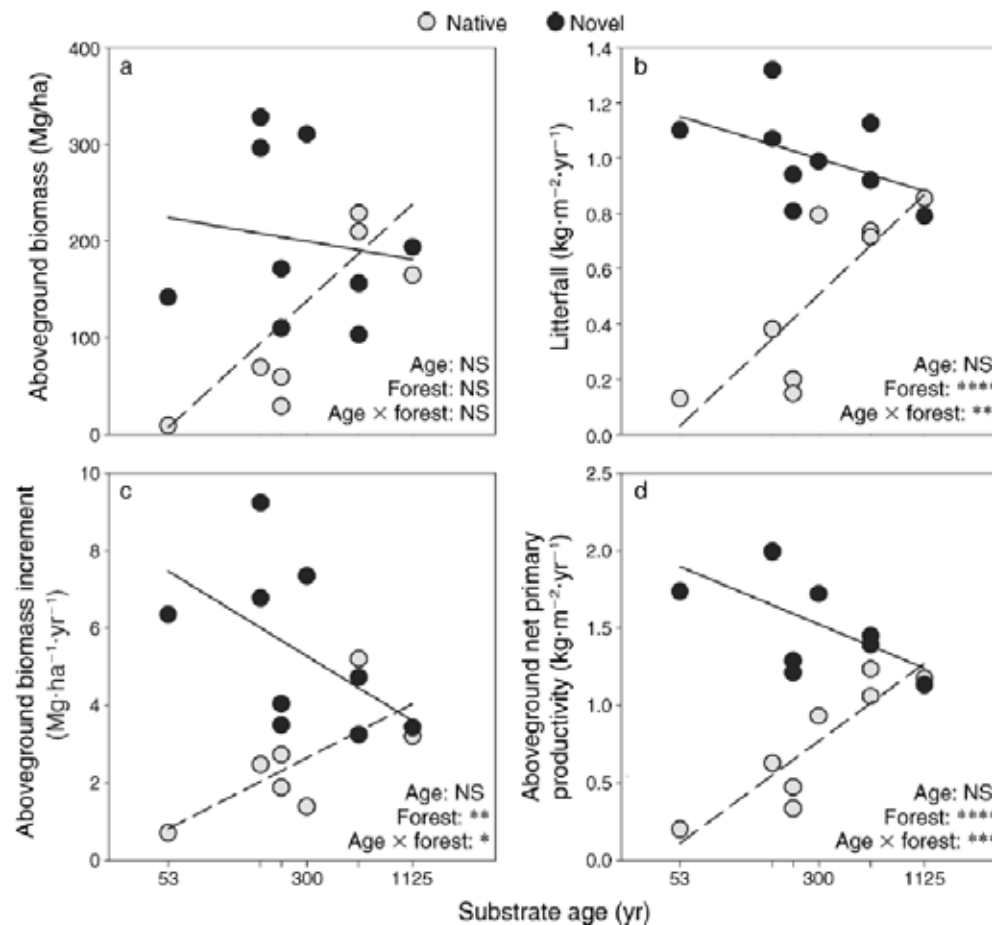 Native Novel
a
Aboveground biomass (Mg/ha)
400
300
200
100
0
Age: NS
Forest: NS
Age × forest: NS
b
Litterfall (kg·m⁻²·yr⁻¹)
1.4
1.2
1.0
0.8
0.6
0.4
0.2
0.0
Age: NS
Forest: ****
Age × forest: **
c
Aboveground biomass increment
(Mg·ha⁻¹·yr⁻¹)
10
8
6
4
2
0
Age: NS
Forest: **
Age × forest: *
53 300 1125
d
Aboveground net primary
productivity (kg·m⁻²·yr⁻¹)
2.5
2.0
1.5
1.0
0.5
0.0
Age: NS
Forest: ****
Age × forest: ***
53 300 1125
Substrate age (yr)